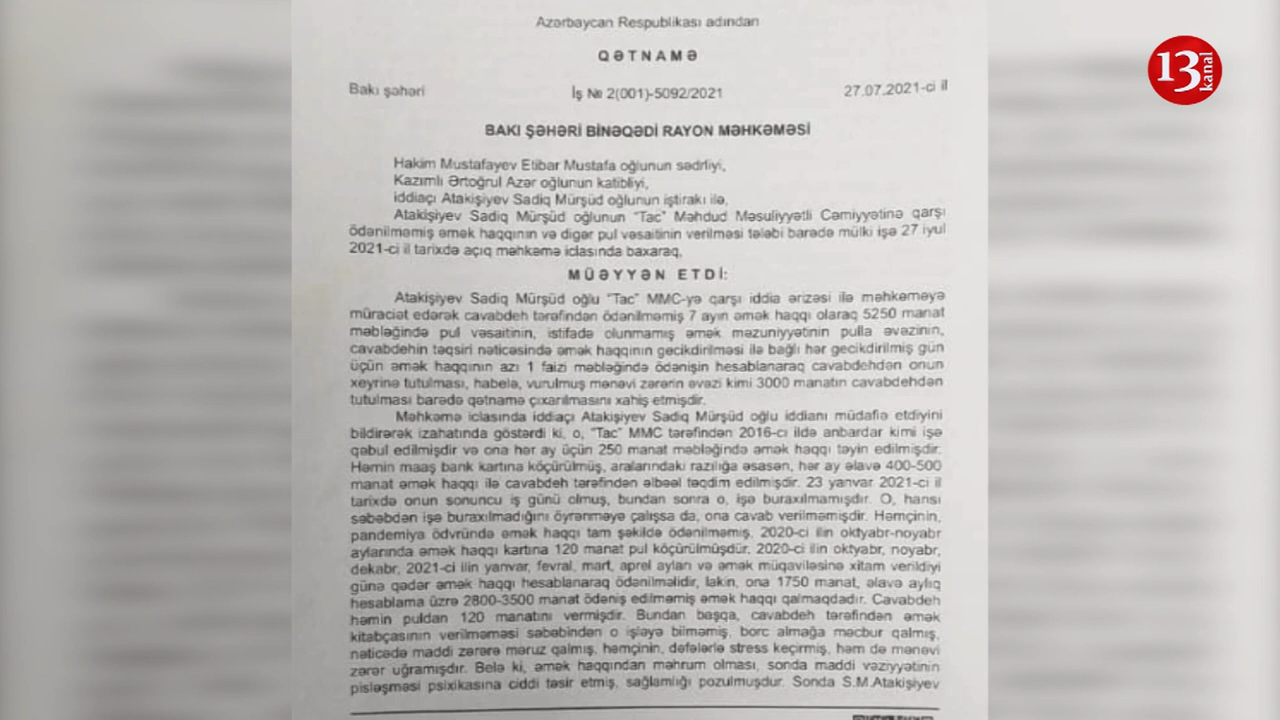 Azərbaycan Respublikası adından
QƏTNAMƏ
Bakı şəhəri İş № 2(001)-5092/2021 27.07.2021-ci il
BAKI ŞƏHƏRİ BİNƏQƏDİ RAYON MƏHKƏMƏSİ
Hakim Mustafayev Etibar Mustafa oğlunun sədrliyi,
Kazımlı Ərtoğrul Azər oğlunun katibliyi,
iddiaçı Atakişiyev Sadiq Mürşüd oğlunun iştirakı ilə,
Atakişiyev Sadiq Mürşüd oğlunun "Tac" Məhdud Məsuliyyətli Cəmiyyətinə qarşı
ödənilməmiş əmək haqqının və digər pul vəsaitinin verilməsi tələbi barədə mülki işə 27 iyul
2021-ci il tarixdə açıq məhkəmə iclasında baxaraq,
MÜƏYYƏN ETDİ:
Atakişiyev Sadiq Mürşüd oğlu "Tac" MMC-yə qarşı iddia ərizəsi ilə məhkəməyə
müraciət edərək cavabdeh tərəfindən ödənilməmiş 7 ayın əmək haqqı olaraq 5250 manat
məbləğində pul vəsaitinin, istifadə olunmamış əmək məzuniyyətinin pulla əvəzinin,
cavabdehin təqsiri nəticəsində əmək haqqının gecikdirilməsi ilə bağlı hər gecikdirilmiş gün
üçün əmək haqqının azı 1 faizi məbləğində ödənişin hesablanaraq cavabdehdən onun
xeyrinə tutulması, habelə, vurulmuş mənəvi zərərin əvəzi kimi 3000 manatın cavabdehdən
tutulması barədə qətnamə çıxarılmasını xahiş etmişdir.
Məhkəmə iclasında iddiaçı Atakişiyev Sadiq Mürşüd oğlu iddianı müdafiə etdiyini
bildirərək izahatında göstərdi ki, o, "Tac" MMC tərəfindən 2016-cı ildə anbardar kimi işə
qəbul edilmişdir və ona hər ay üçün 250 manat məbləğində əmək haqqı təyin edilmişdir.
Həmin maaş bank kartına köçürülmüş, aralarındakı razılığa əsasən, hər ay əlavə 400-500
manat əmək haqqı ilə cavabdeh tərəfindən əlbəəl təqdim edilmişdir. 23 yanvar 2021-ci il
tarixdə onun sonuncu iş günü olmuş, bundan sonra o, işə buraxılmamışdır. O, hansı
səbəbdən işə buraxılmadığını öyrənməyə çalışsa da, ona cavab verilməmişdir. Həmçinin,
pandemiya ödvründə əmək haqqı tam şəkildə ödənilməmiş, 2020-ci ilin oktyabr-noyabr
aylarında əmək haqqı kartına 120 manat pul köçürülmüşdür. 2020-ci ilin oktyabr, noyabr,
dekabr, 2021-ci ilin yanvar, fevral, mart, aprel ayları və əmək müqaviləsinə xitam verildiyi
günə qədər əmək haqqı hesablanaraq ödənilməlidir, lakin, ona 1750 manat, əlavə aylıq
hesablama üzrə 2800-3500 manat ödəniş edilməmiş əmək haqqı qalmaqdadır. Cavabdeh
həmin puldan 120 manatını vermişdir. Bundan başqa, cavabdeh tərəfindən əmək
kitabçasının verilməməsi səbəbindən o işləyə bilməmiş, borc almağa məcbur qalmış,
nəticədə maddi zərərə məruz qalmış, həmçinin, dəfələrlə stress keçirmiş, həm də mənəvi
zərər uğramışdır. Belə ki, əmək haqqından məhrum olması, sonda maddi vəziyyətinin
pisləşməsi psixikasına ciddi təsir etmiş, sağlamlığı pozulmuşdur. Sonda S.M.Atakişiyev
13 kanal